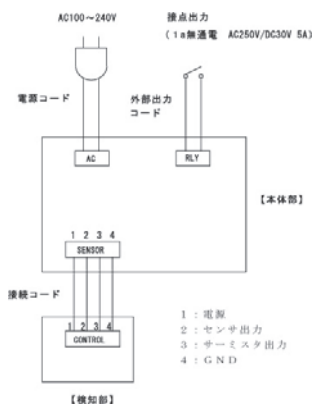 AC100～240V
接点出力
(1a無通電 AC250V/DC30V 5A)
電源コード
外部出力
コード
AC
RLY
【本体部】
1 2 3 4
SENSOR
接続コード
1 2 3 4
CONTROL
1：電源
2：センサ出力
3：サーミスタ出力
4：GND
【検知部】